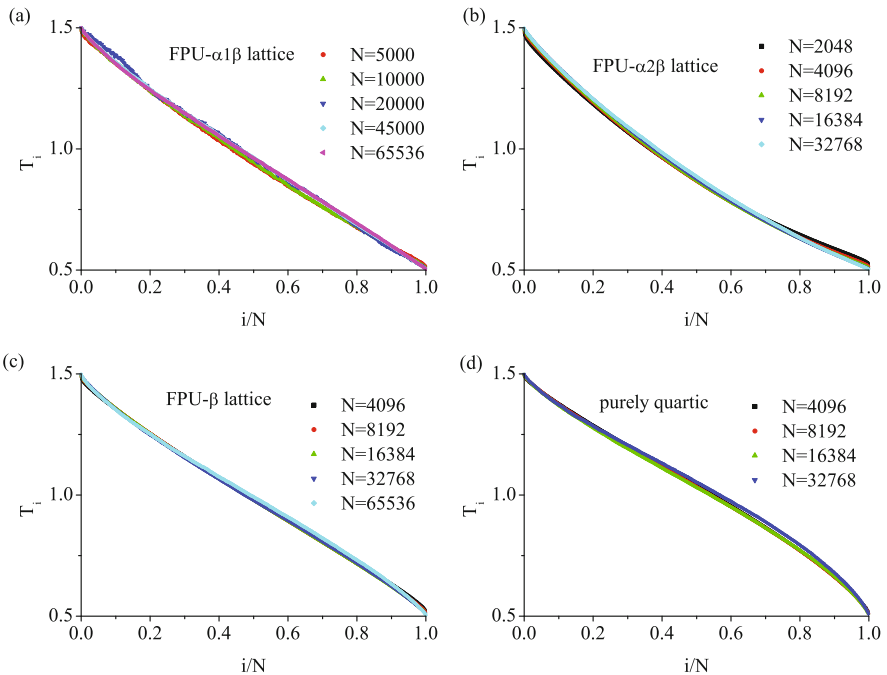 (a)
1.5
FPU-α1β lattice
N=5000
N=10000
N=20000
N=45000
N=65536
1.0
T_i
0.5
0.0 0.2 0.4 0.6 0.8 1.0
i/N
(b)
1.5
FPU-α2β lattice
N=2048
N=4096
N=8192
N=16384
N=32768
1.0
T_i
0.5
0.0 0.2 0.4 0.6 0.8 1.0
i/N
(c)
1.5
FPU-β lattice
N=4096
N=8192
N=16384
N=32768
N=65536
1.0
T_i
0.5
0.0 0.2 0.4 0.6 0.8 1.0
i/N
(d)
1.5
purely quartic
N=4096
N=8192
N=16384
N=32768
1.0
T_i
0.5
0.0 0.2 0.4 0.6 0.8 1.0
i/N